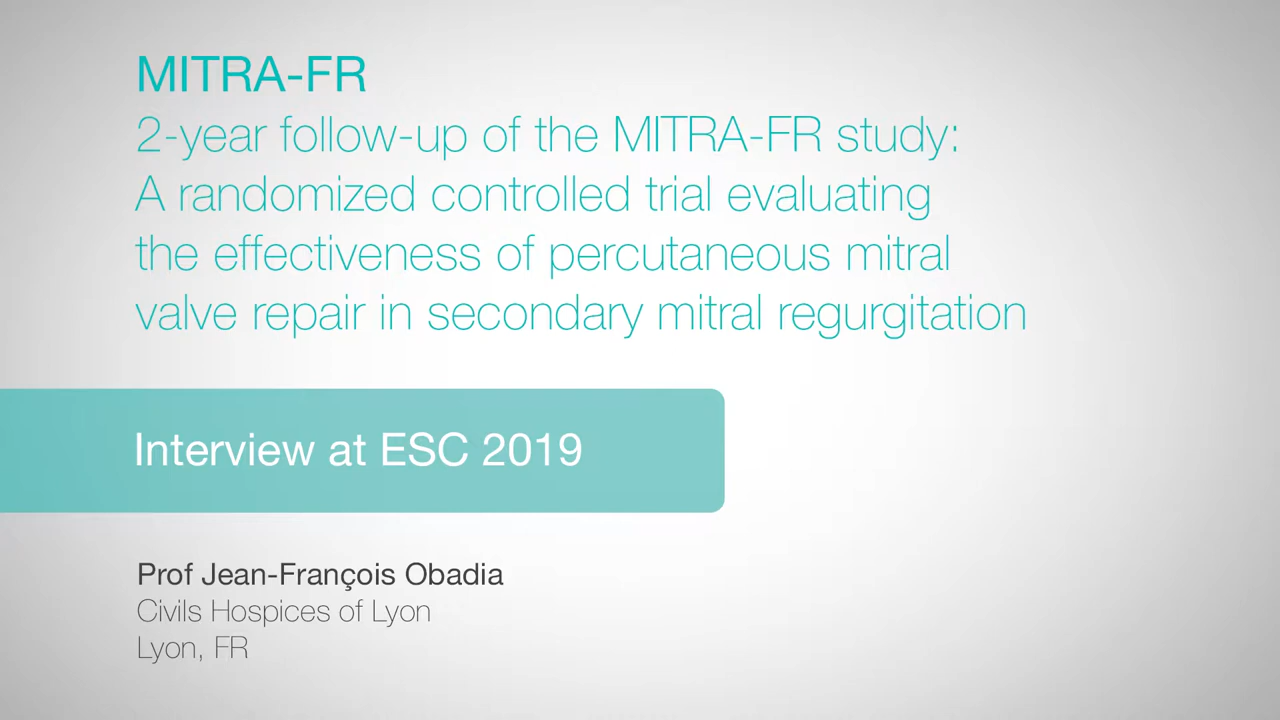 MITRA-FR
2-year follow-up of the MITRA-FR study:
A randomized controlled trial evaluating
the effectiveness of percutaneous mitral
valve repair in secondary mitral regurgitation
Interview at ESC 2019
Prof Jean-François Obadia
Civils Hospices of Lyon
Lyon, FR